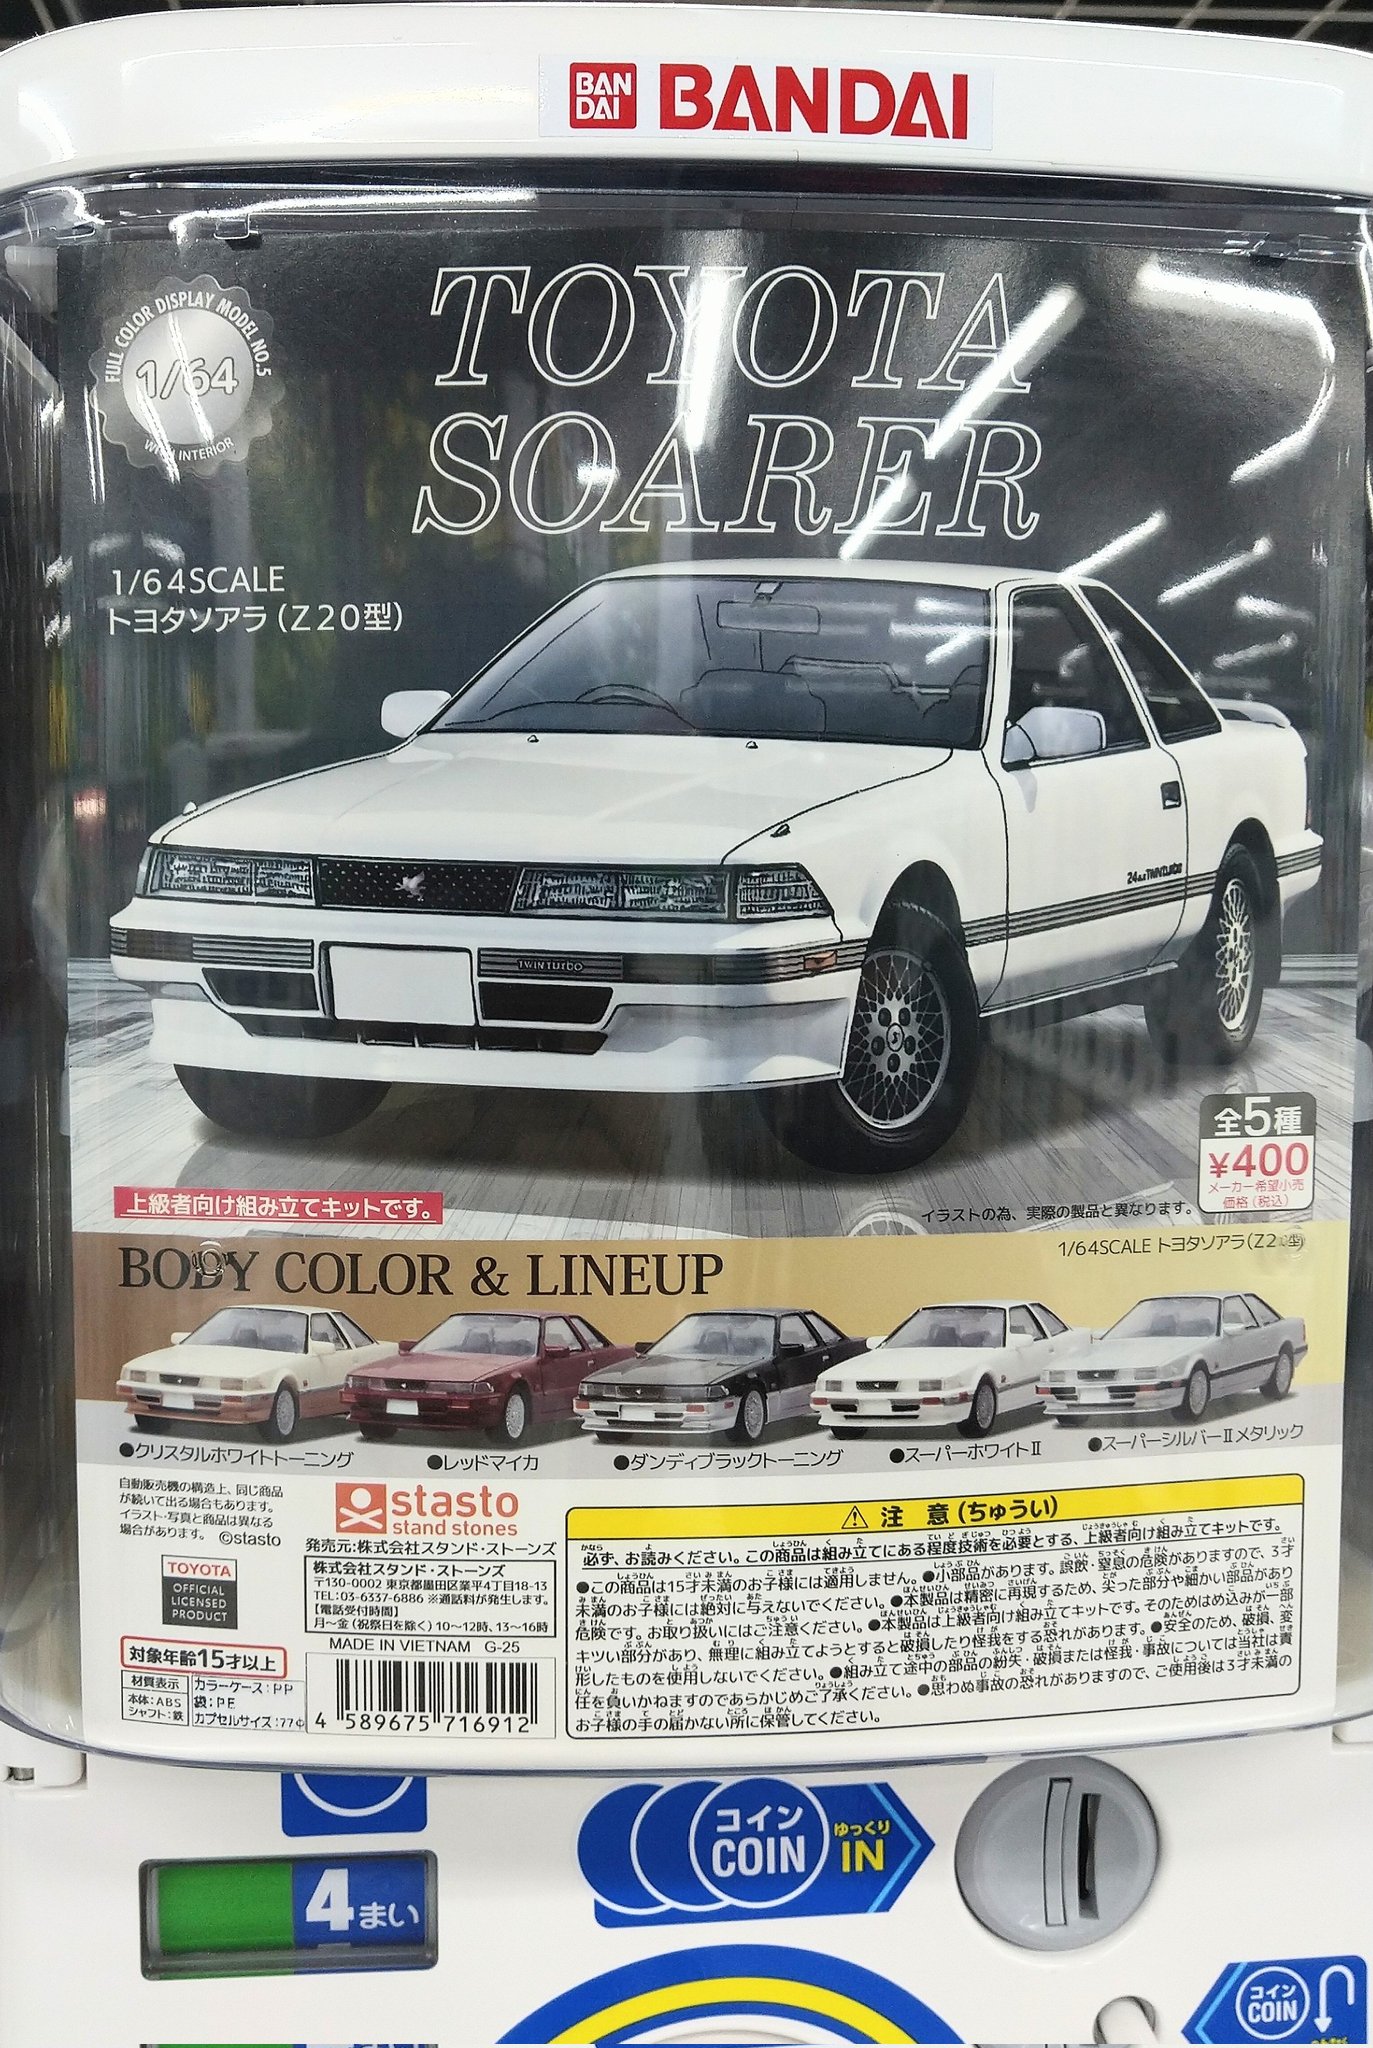 BAN
DAI
BANDAI
FULL COLOR DISPLAY MODEL NO.5
1/64
WITH INTERIOR
TOYOTA
SOARER
1/64SCALE
トヨタソアラ(Z20型)
TWINTURBO
全5種
¥400
メーカー希望小売
価格(税込)
上級者向け組み立てキットです。
イラストの為、実際の製品と異なります。
BODY COLOR & LINEUP
1/64SCALE トヨタソアラ(Z20型)
●クリスタルホワイトトーニング
●レッドマイカ
●ダンディブラックトーニング
●スーパーホワイトⅡ
●スーパーシルバーⅡメタリック
自動販売機の構造上、同じ商品
が続いて出る場合もあります。
イラスト・写真と商品は異なる
場合があります。 ©stasto
TOYOTA
OFFICIAL
LICENSED
PRODUCT
対象年齢15才以上
材質表示
本体:ABS
シャフト:鉄
カラーケース:PP
袋:PE
カプセルサイズ:77φ
stasto
stand stones
発売元:株式会社スタンド・ストーンズ
株式会社スタンド・ストーンズ
〒130-0002 東京都墨田区業平4丁目18-13
TEL:03-6337-6886 ※通話料が発生します。
【電話受付時間】
月~金(祝祭日を除く)10~12時、13~16時
MADE IN VIETNAM G-25
4 589675 716912
注 意(ちゅうい)
必ず、お読みください。この商品は組み立てにある程度技術を必要とする、上級者向け組み立てキットです。
●この商品は15才未満のお子様には適用しません。●小部品があります。誤飲・窒息の危険がありますので、3才
未満のお子様には絶対に与えないでください。●本製品は精密に再現するため、尖った部分や細かい部品があり
危険です。お取り扱いにはご注意ください。●本製品は上級者向け組み立てキットです。そのためはめ込みが一部
キツい部分があり、無理に組み立てようとすると破損したり怪我をする恐れがあります。●安全のため、破損、変
形したものを使用しないでください。●組み立て途中の部品の紛失・破損または怪我・事故については当社は責
任を負いかねますのであらかじめご了承ください。●思わぬ事故の恐れがありますので、ご使用後は3才未満の
お子様の手の届かない所に保管してください。
コイン
COIN
ゆっくり
IN
4まい
コイン
COIN